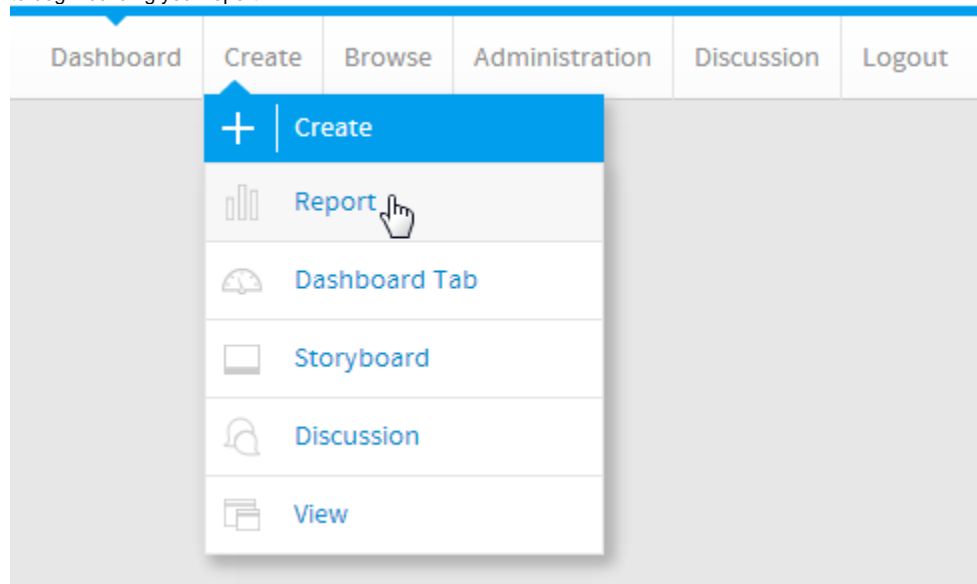 Dashboard Create Browse Administration Discussion Logout
Create
Report
Dashboard Tab
Storyboard
Discussion
View